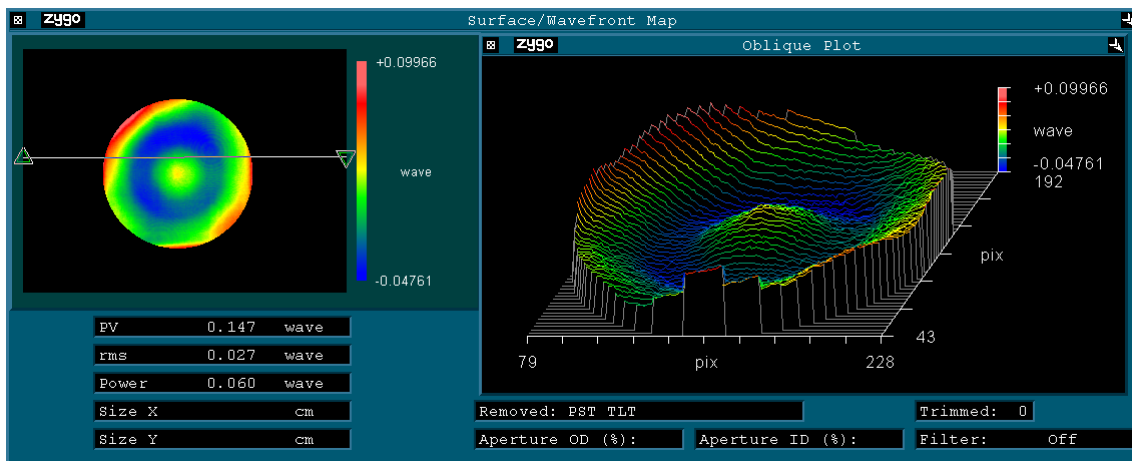 zygo Surface/Wavefront Map
+0.09966
wave
-0.04761
zygo Oblique Plot
+0.09966
wave
-0.04761
192
pix
43
79 pix 228
PV 0.147 wave
rms 0.027 wave
Power 0.060 wave
Size X cm
Size Y cm
Removed: PST TLT
Trimmed: 0
Aperture OD (%):
Aperture ID (%):
Filter: Off